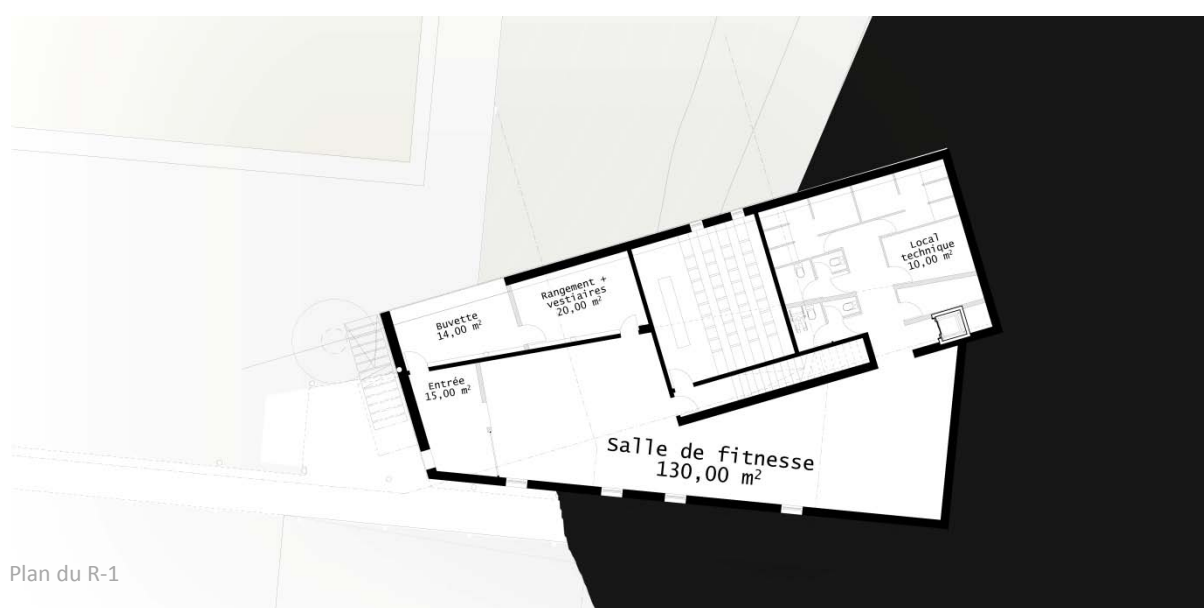 Local
technique
10,00 m²
Rangement +
vestiaires
20,00 m²
Buvette
14,00 m²
Entrée
15,00 m²
Salle de fitnesse
130,00 m²
Plan du R-1